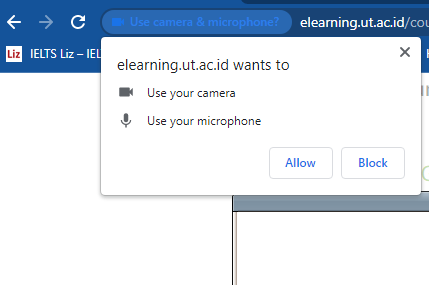 Use camera & microphone?
elearning.ut.ac.id/cou
Liz
IELTS Liz – IEL
elearning.ut.ac.id wants to
Use your camera
Use your microphone
Allow
Block